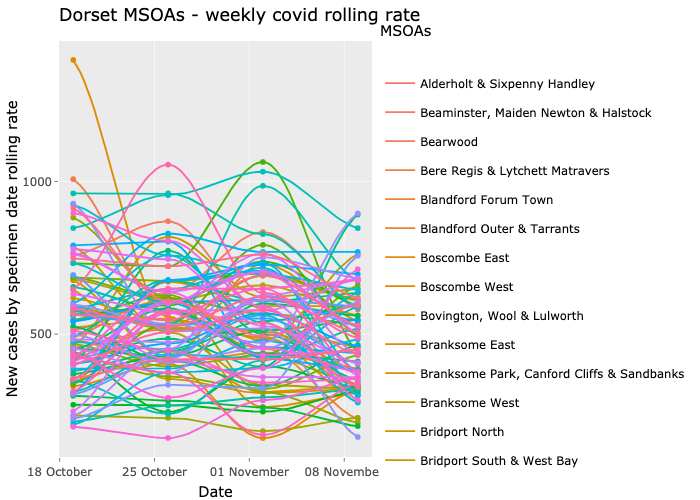 Dorset MSOAs - weekly covid rolling rate
MSOAs
New cases by specimen date rolling rate
1000
500
18 October
25 October
01 November
08 Novembe
Date
Alderholt & Sixpenny Handley
Beaminster, Maiden Newton & Halstock
Bearwood
Bere Regis & Lytchett Matravers
Blandford Forum Town
Blandford Outer & Tarrants
Boscombe East
Boscombe West
Bovington, Wool & Lulworth
Branksome East
Branksome Park, Canford Cliffs & Sandbanks
Branksome West
Bridport North
Bridport South & West Bay